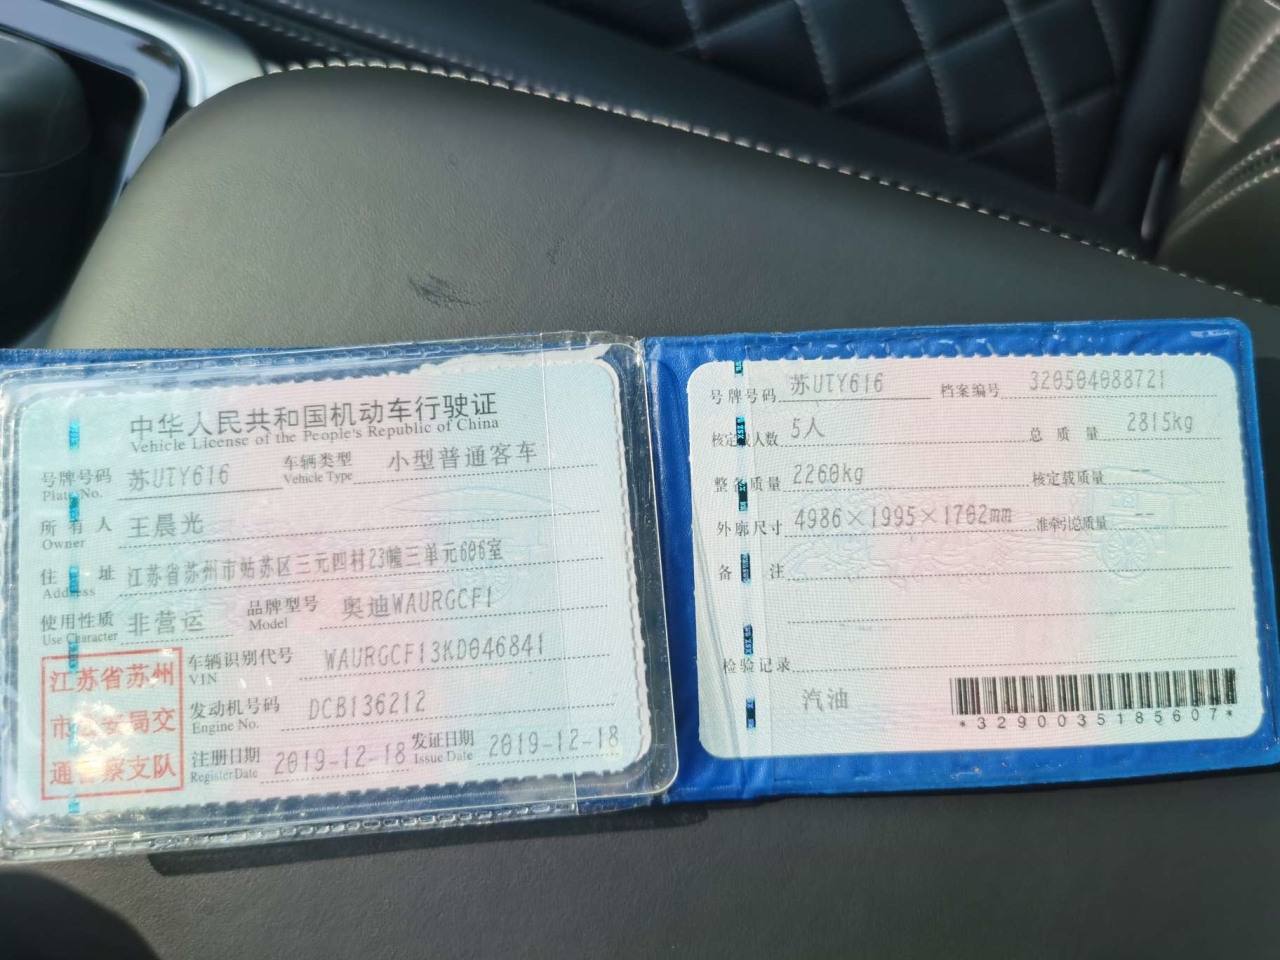 中华人民共和国机动车行驶证
Vehicle License of the People's Republic of China
号牌号码 苏UTY616 车辆类型 小型普通客车
Plate No. Vehicle Type
所有人 王晨光
Owner
住址 江苏省苏州市姑苏区三元四村23幢三单元606室
Address
使用性质 非营运 品牌型号 奥迪WAURGCF1
Use Character Model
车辆识别代号 WAURGCF13KD046841
VIN
发动机号码 DCB136212
Engine No.
注册日期 2019-12-18 发证日期 2019-12-18
Register Date Issue Date
江苏省苏州
市公安局交
通警察支队
号牌号码 苏UTY616 档案编号 320504088721
核定载人数 5人 总质量 2815kg
整备质量 2260kg 核定载质量 --
外廓尺寸 4986×1995×1702mm 准牵引总质量 --
备注
检验记录
汽油
*3290035185607*